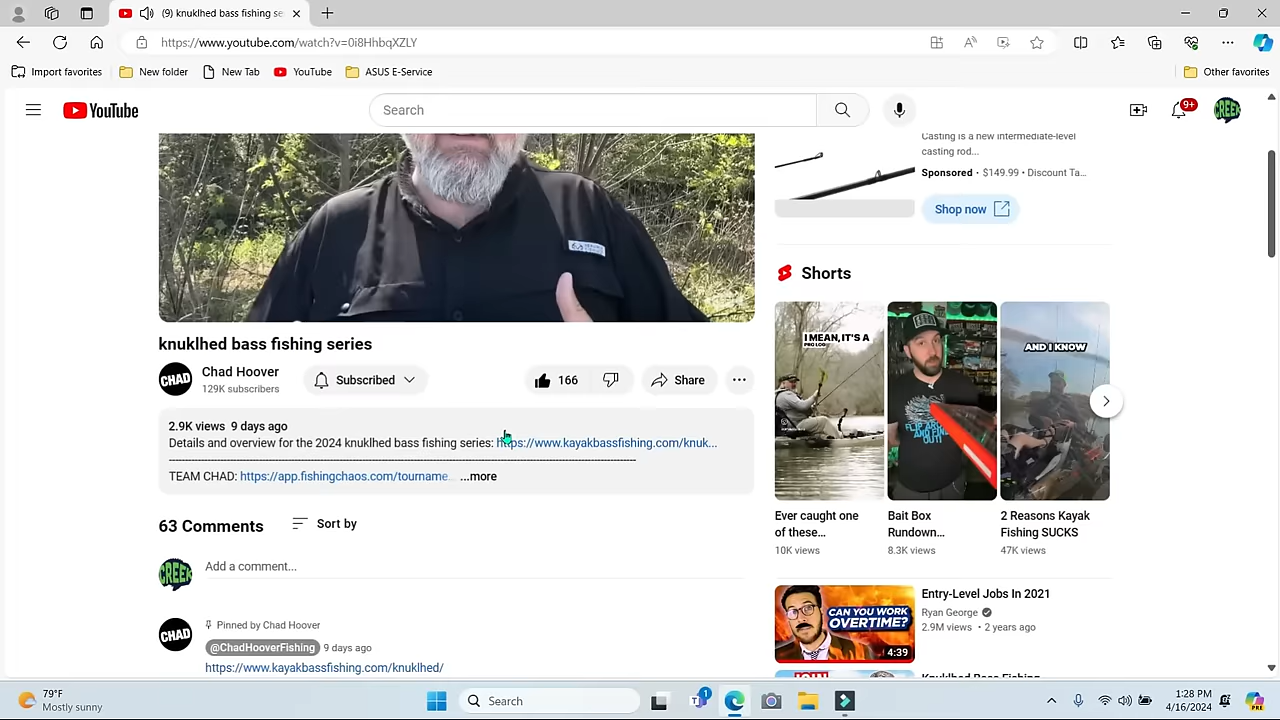 (9) knuklhed bass fishing se
https://www.youtube.com/watch?v=0i8HhbqXZLY
Import favorites
New folder
New Tab
YouTube
ASUS E-Service
Other favorites
YouTube
Search
9+
CREEK
Casting is a new intermediate-level
casting rod...
Sponsored • $149.99 • Discount Ta...
Shop now
Shorts
I MEAN, IT'S A
PRO LOG
AND I KNOW
knuklhed bass fishing series
CHAD
Chad Hoover
129K subscribers
Subscribed
166
Share
2.9K views 9 days ago
Details and overview for the 2024 knuklhed bass fishing series: https://www.kayakbassfishing.com/knuk...
TEAM CHAD: https://app.fishingchaos.com/tourname
...more
Ever caught one
of these...
10K views
Bait Box
Rundown...
8.3K views
2 Reasons Kayak
Fishing SUCKS
47K views
63 Comments
Sort by
CREEK
Add a comment...
CHAD
Pinned by Chad Hoover
@ChadHooverFishing 9 days ago
https://www.kayakbassfishing.com/knuklhed/
CAN YOU WORK
OVERTIME?
4:39
Entry-Level Jobs In 2021
Ryan George
2.9M views • 2 years ago
JOIN
Knuklhed Bass Fishing
79°F
Mostly sunny
Search
1
1:28 PM
4/16/2024